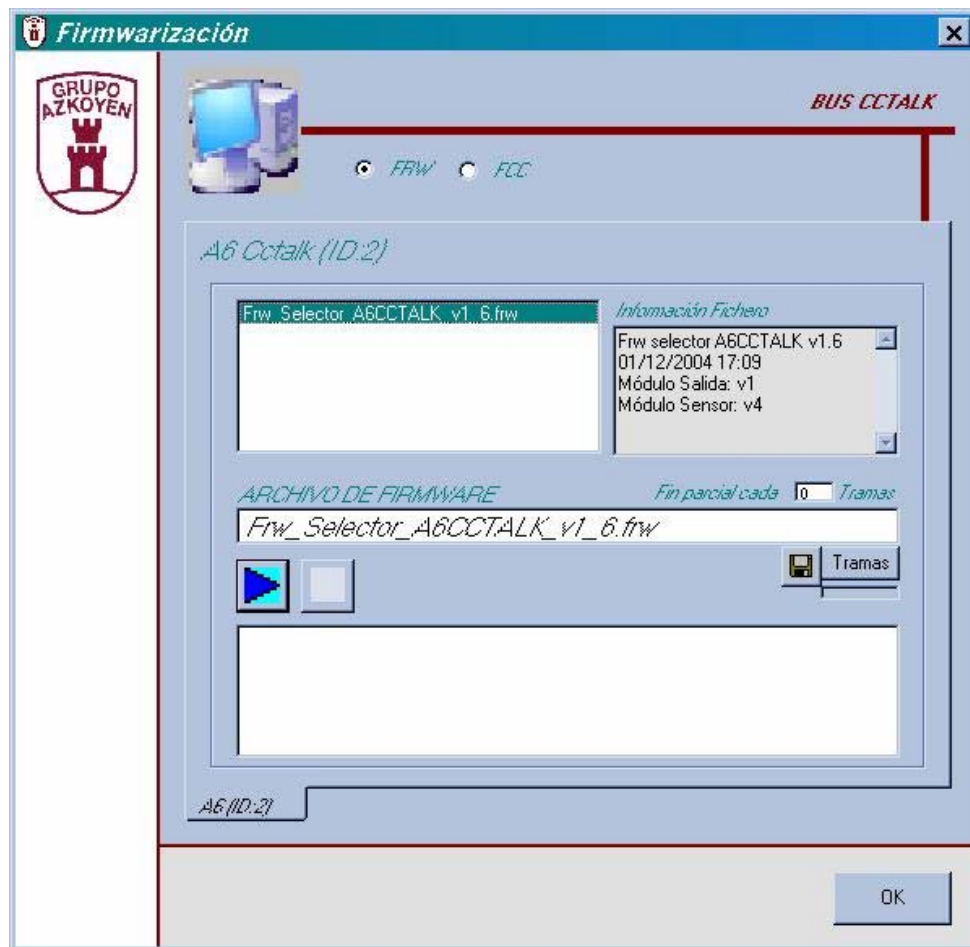 Firmwarización
GRUPO
AZKOYEN
BUS CCTALK
FRW FCC
A6 Cctalk (ID:2)
Frw_Selector_A6CCTALK_v1_6.frw
Información Fichero
Frw selector A6CCTALK v1.6
01/12/2004 17:09
Módulo Salida: v1
Módulo Sensor: v4
ARCHIVO DE FIRMWARE
Fin parcial cada 0 Tramas
Frw_Selector_A6CCTALK_v1_6.frw
Tramas
A6 (ID:2)
OK